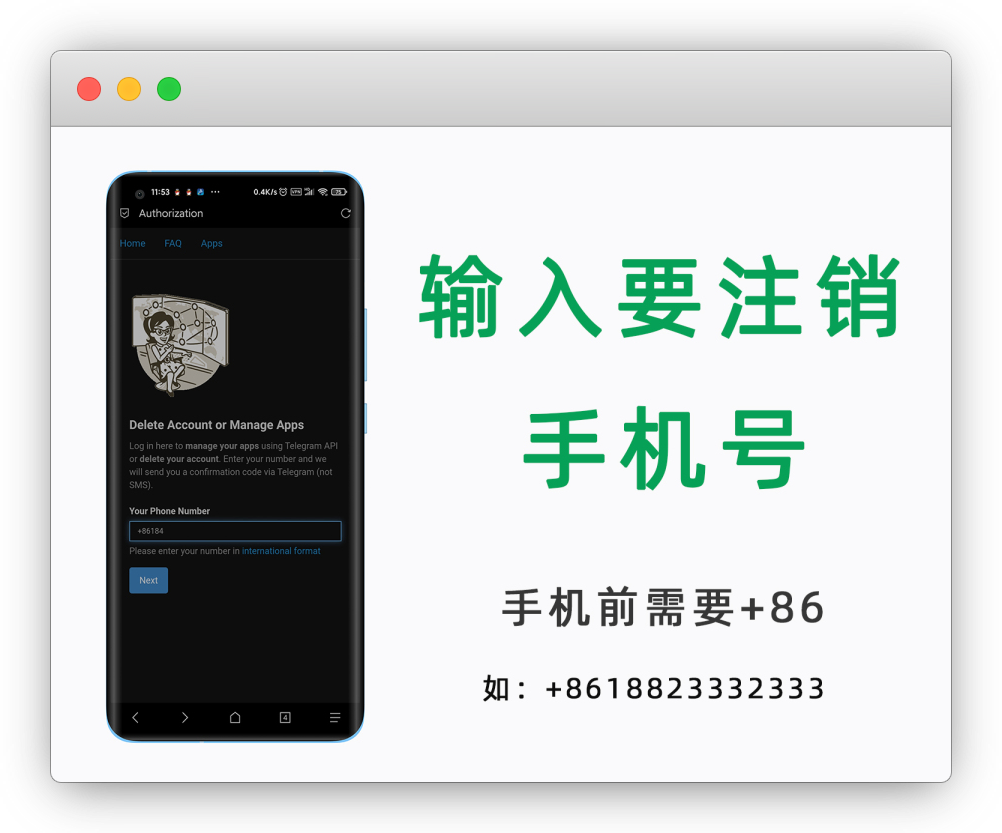 11:53
0.4K/s
VPN
75
Authorization
Home FAQ Apps
Delete Account or Manage Apps
Log in here to manage your apps using Telegram API
or delete your account. Enter your number and we
will send you a confirmation code via Telegram (not
SMS).
Your Phone Number
+86184
Please enter your number in international format
Next
4
输入要注销
手机号
手机前需要+86
如：+8618823332333